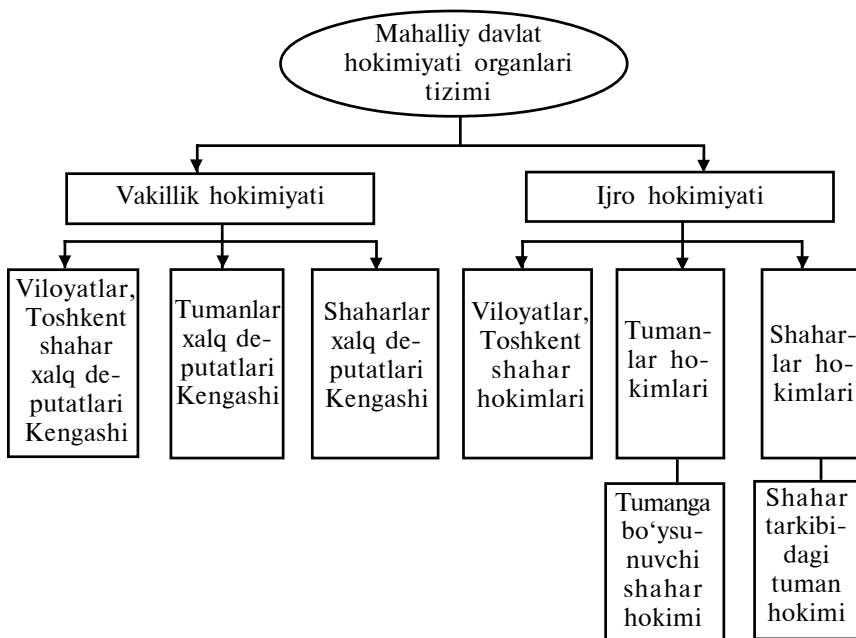 Mahalliy davlat
hokimiyati organlari
tizimi
Vakillik hokimiyati
Ijro hokimiyati
Viloyatlar,
Toshkent
shahar
xalq de-
putatlari
Kengashi
Tumanlar
xalq de-
putatlari
Kengashi
Shaharlar
xalq de-
putatlari
Kengashi
Viloyatlar,
Toshkent
shahar
hokimlari
Tuman-
lar ho-
kimlari
Shahar-
lar ho-
kimlari
Tumanga
bo‘ysu-
nuvchi
shahar
hokimi
Shahar
tarkibi-
dagi
tuman
hokimi